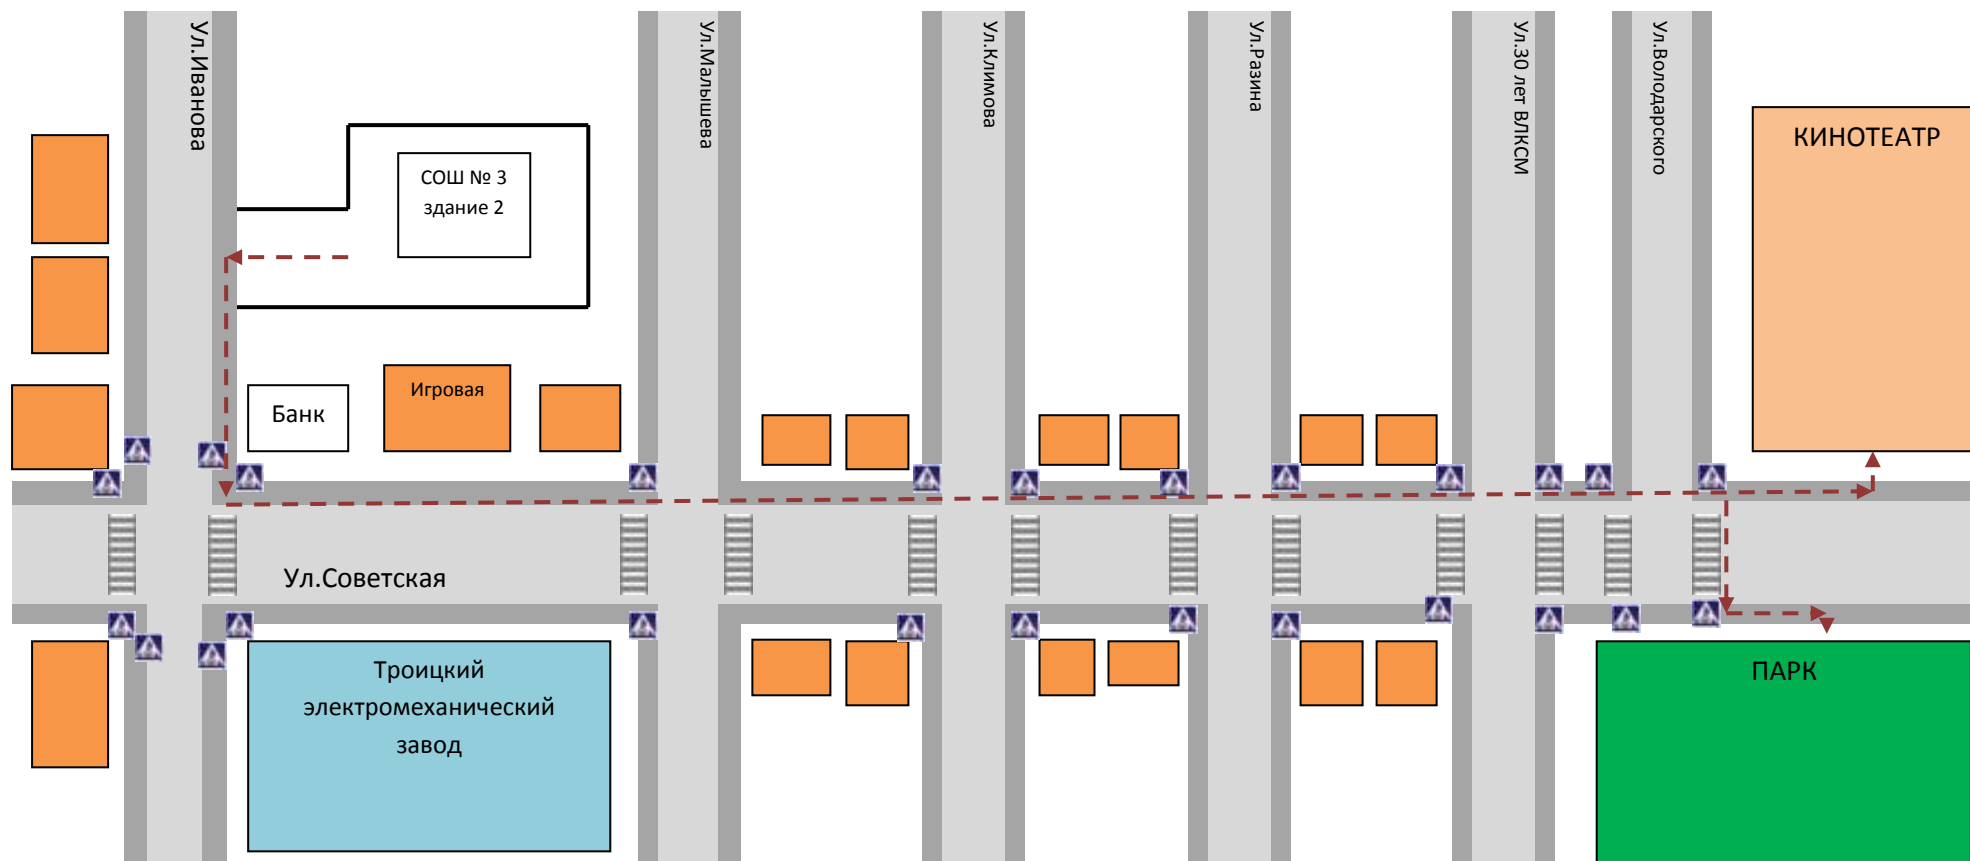 Ул.Иванова
Ул.Малышева
Ул.Климова
Ул.Разина
Ул.30 лет ВЛКСМ
Ул.Володарского
КИНОТЕАТР
СОШ № 3
здание 2
Банк
Игровая
Ул.Советская
Троицкий
электромеханический
завод
ПАРК